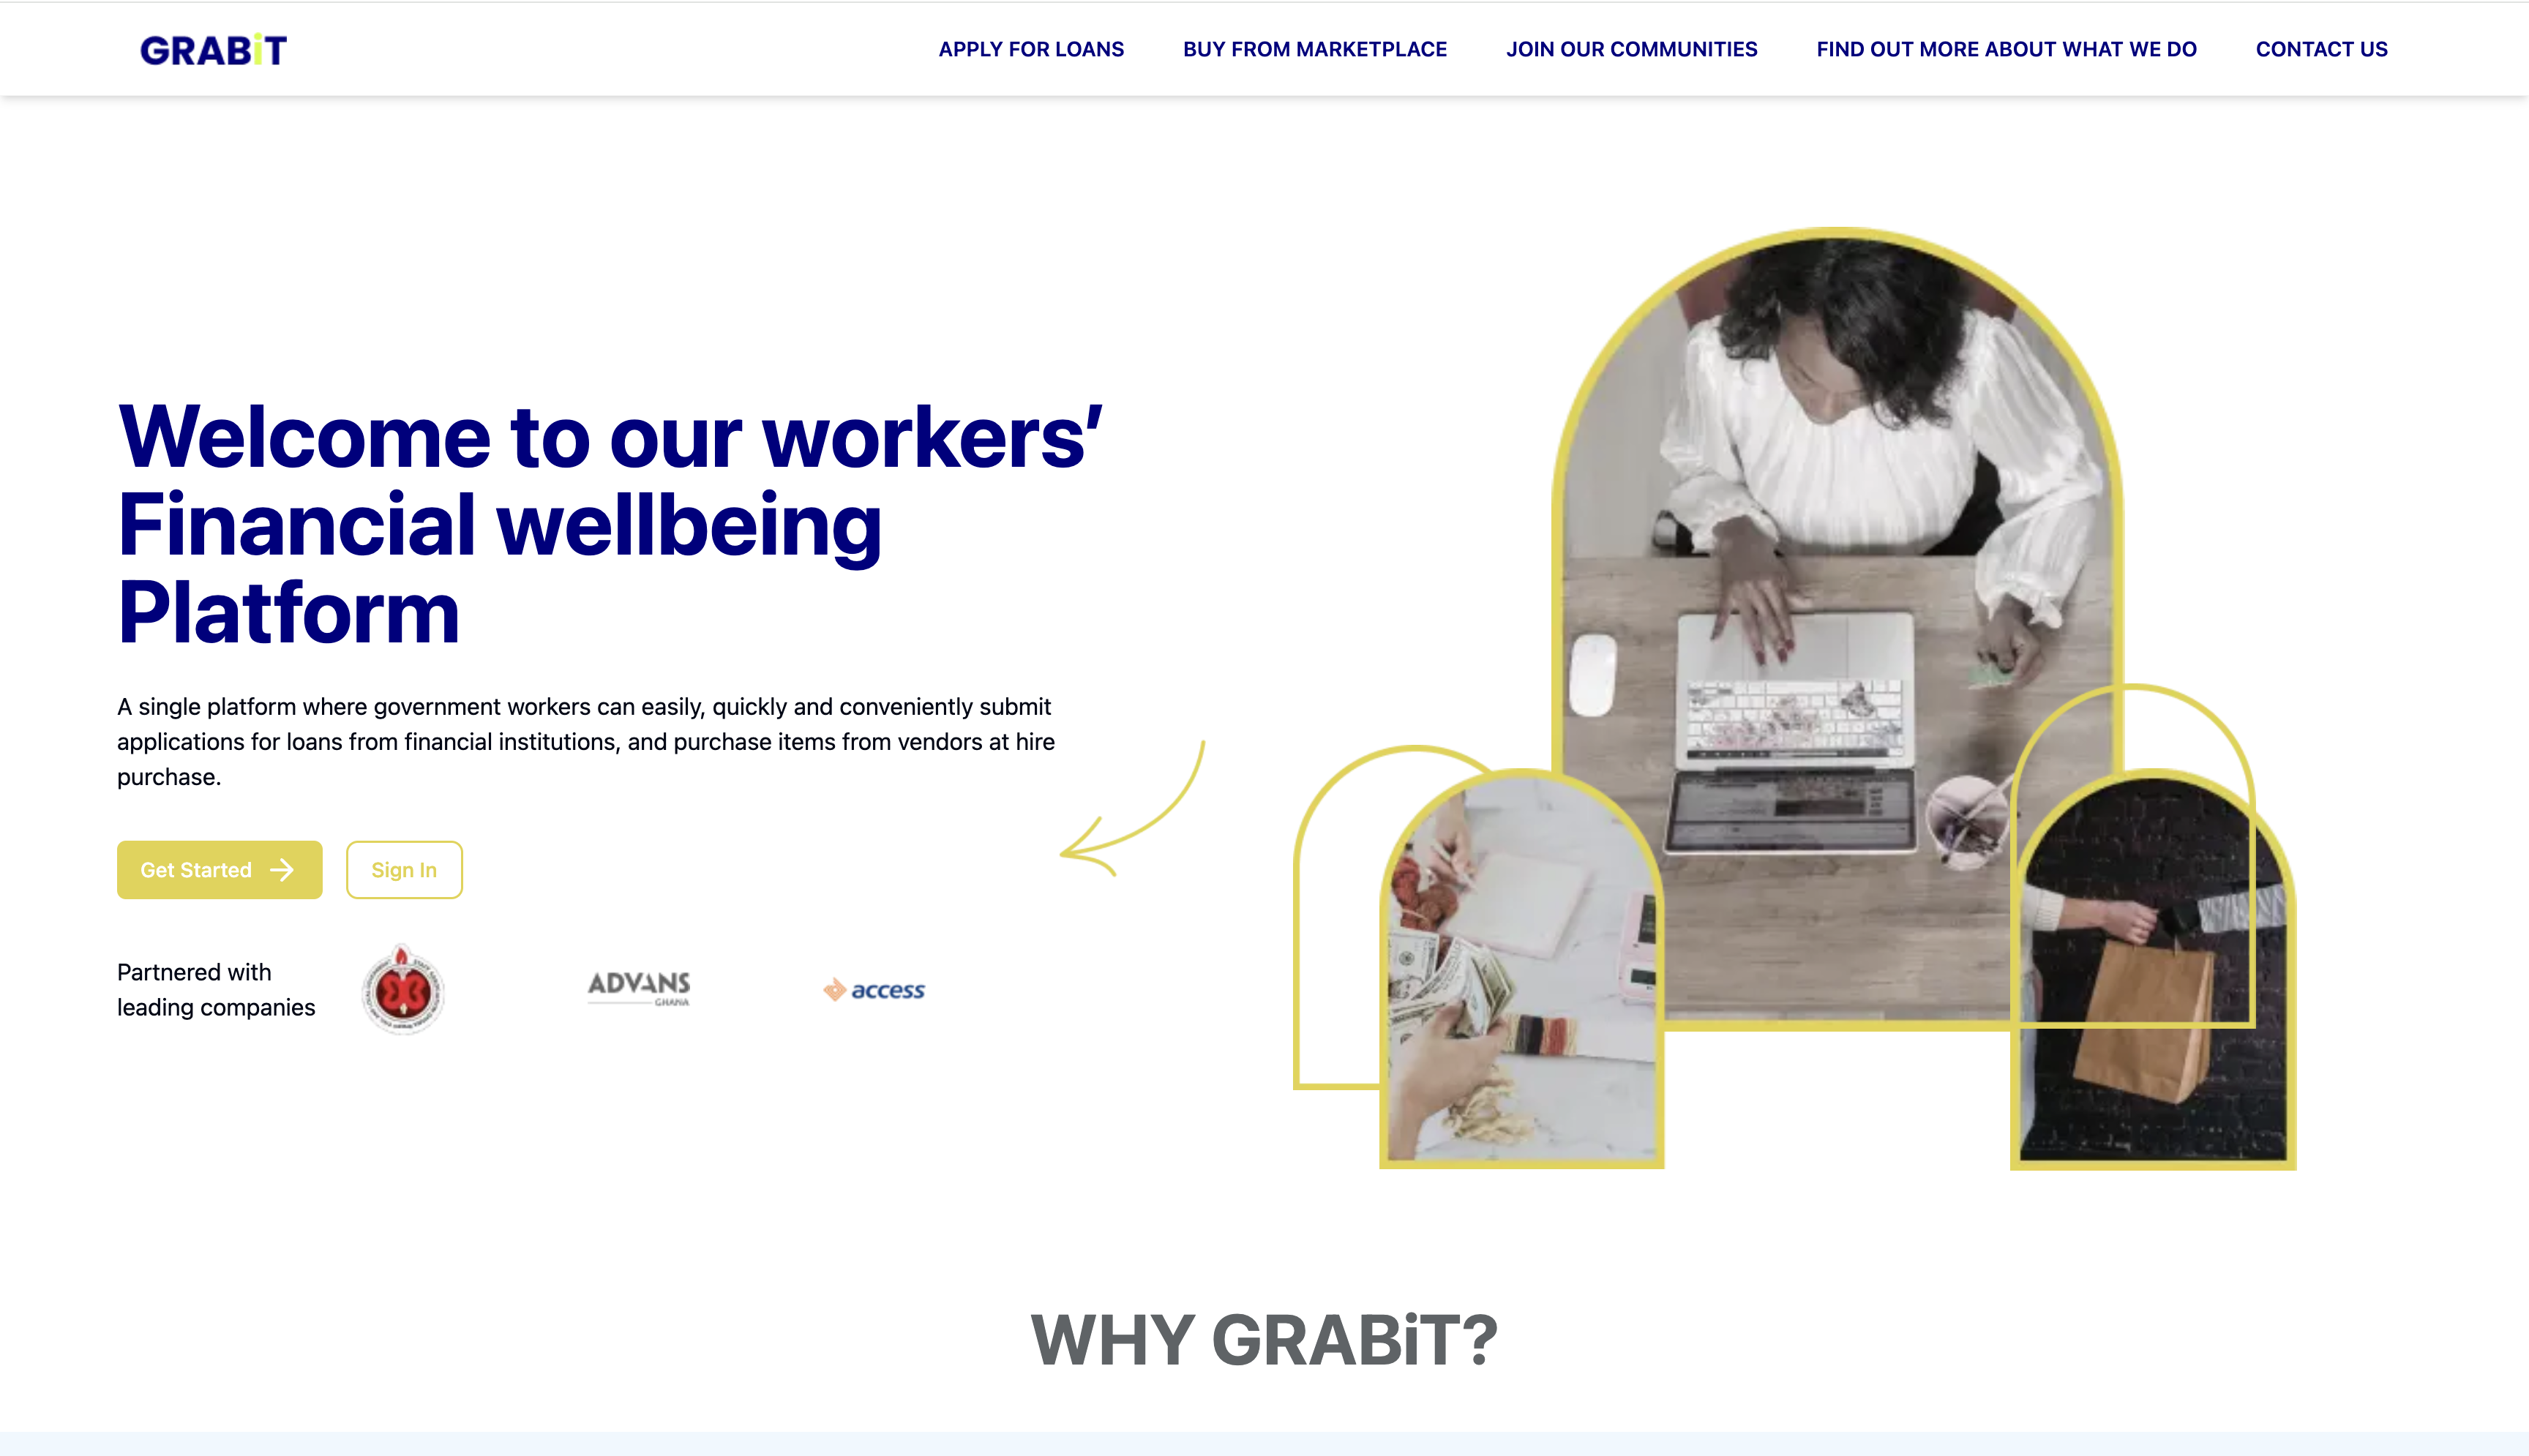 GRABiT
APPLY FOR LOANS
BUY FROM MARKETPLACE
JOIN OUR COMMUNITIES
FIND OUT MORE ABOUT WHAT WE DO
CONTACT US
Welcome to our workers’
Financial wellbeing
Platform
A single platform where government workers can easily, quickly and conveniently submit
applications for loans from financial institutions, and purchase items from vendors at hire
purchase.
Get Started
Sign In
Partnered with
leading companies
ADVANS
GHANA
access
WHY GRABiT?